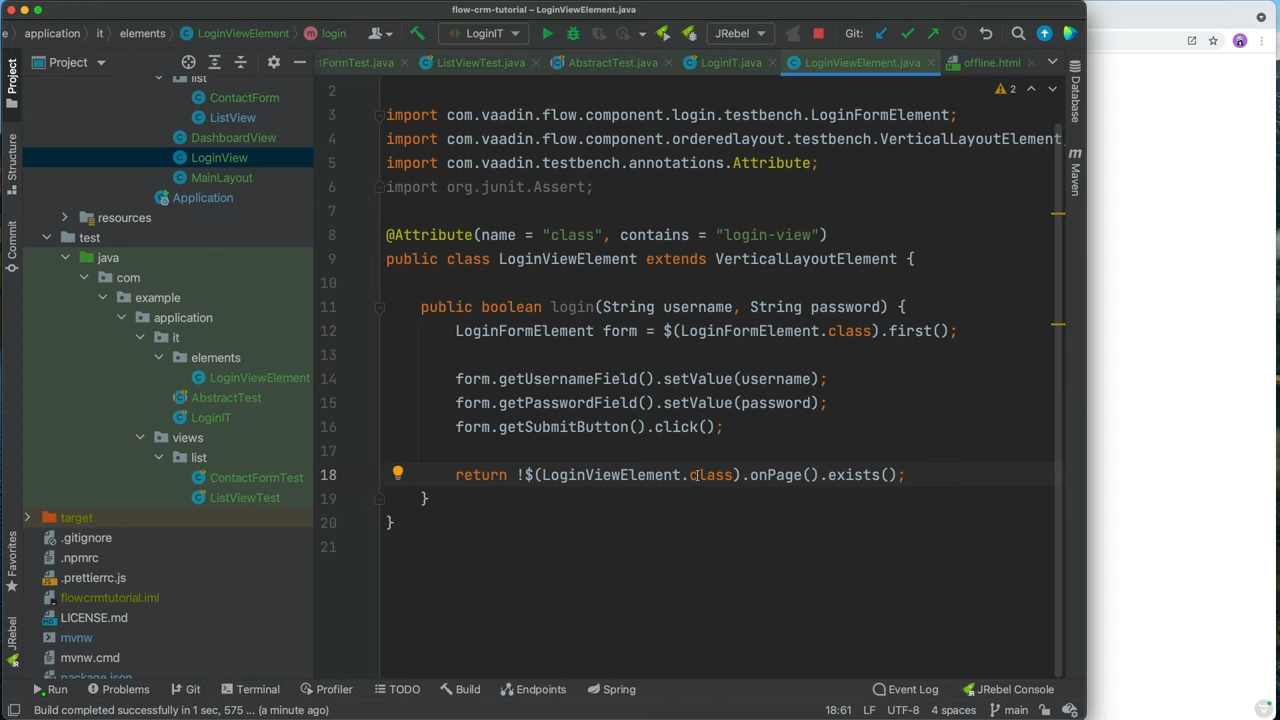 flow-crm-tutorial – LoginViewElement.java
e
application
it
elements
LoginViewElement
login
LoginIT
JRebel
Git:
Project
tFormTest.java
ListViewTest.java
AbstractTest.java
LoginIT.java
LoginViewElement.java
offline.html
Project
Structure
Commit
Favorites
JRebel
Database
Maven
list
ContactForm
ListView
DashboardView
LoginView
MainLayout
Application
resources
test
java
com
example
application
it
elements
LoginViewElement
AbstractTest
LoginIT
views
list
ContactFormTest
ListViewTest
target
.gitignore
.npmrc
.prettierrc.js
flowcrmtutorial.iml
LICENSE.md
mvnw
mvnw.cmd
package.json
2
2
3 import com.vaadin.flow.component.login.testbench.LoginFormElement;
4 import com.vaadin.flow.component.orderedlayout.testbench.VerticalLayoutElement
5 import com.vaadin.testbench.annotations.Attribute;
6 import org.junit.Assert;
7
8 @Attribute(name = "class", contains = "login-view")
9 public class LoginViewElement extends VerticalLayoutElement {
10
11 public boolean login(String username, String password) {
12 LoginFormElement form = $(LoginFormElement.class).first();
13
14 form.getUsernameField().setValue(username);
15 form.getPasswordField().setValue(password);
16 form.getSubmitButton().click();
17
18 return !$(LoginViewElement.class).onPage().exists();
19 }
20 }
21
Run
Problems
Git
Terminal
Profiler
TODO
Build
Endpoints
Spring
Event Log
JRebel Console
Build completed successfully in 1 sec, 575 ... (a minute ago)
18:61
LF
UTF-8
4 spaces
main